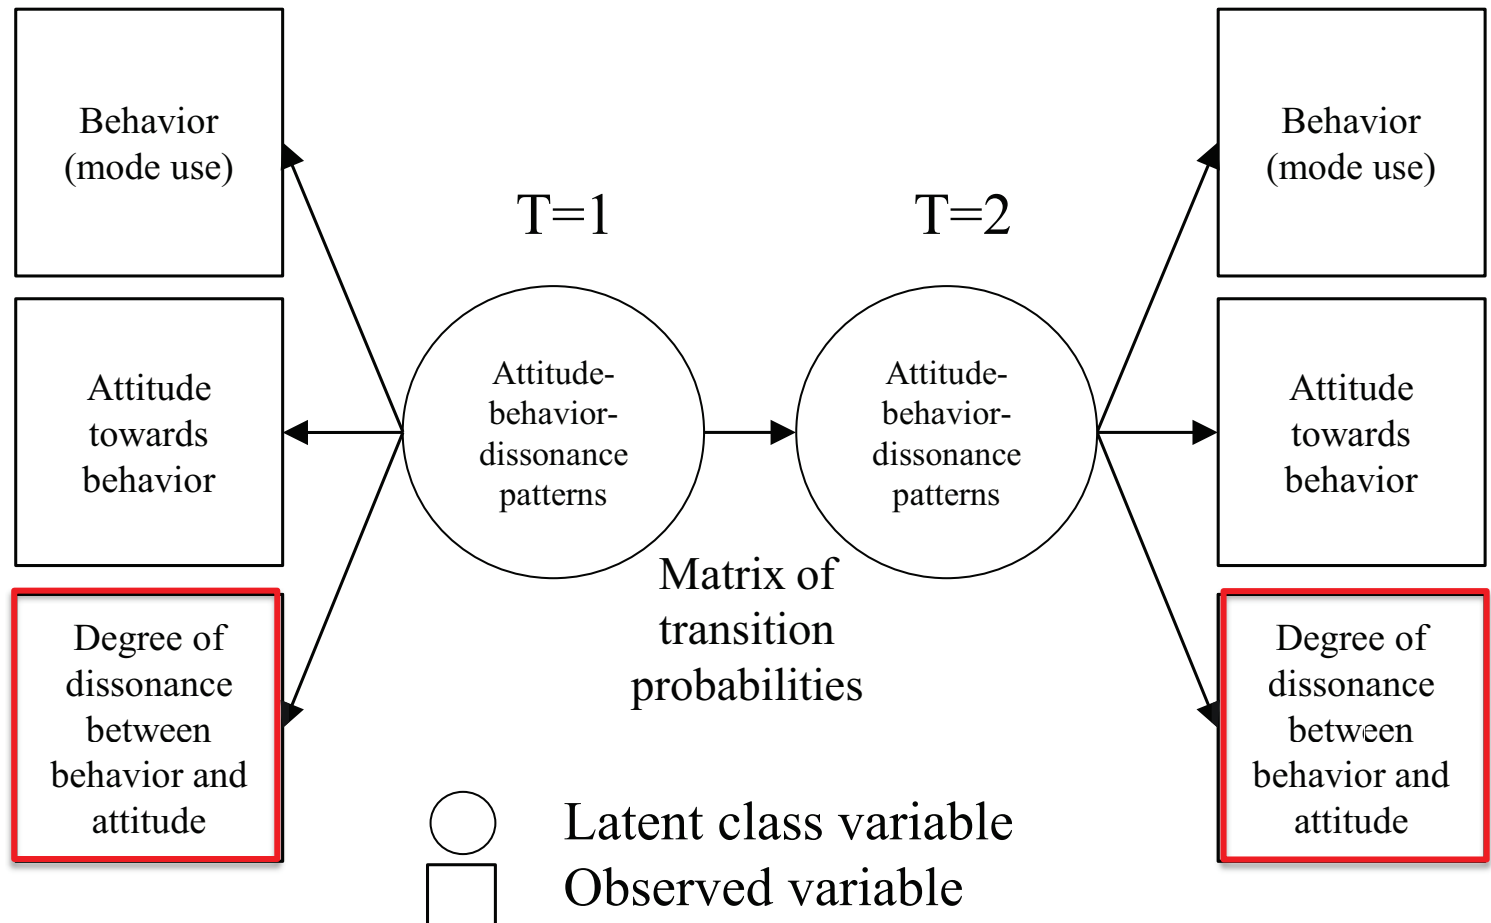 Behavior
(mode use)
Attitude
towards
behavior
Degree of
dissonance
between
behavior and
attitude
T=1
Attitude-
behavior-
dissonance
patterns
T=2
Attitude-
behavior-
dissonance
patterns
Matrix of
transition
probabilities
Behavior
(mode use)
Attitude
towards
behavior
Degree of
dissonance
between
behavior and
attitude
Latent class variable
Observed variable